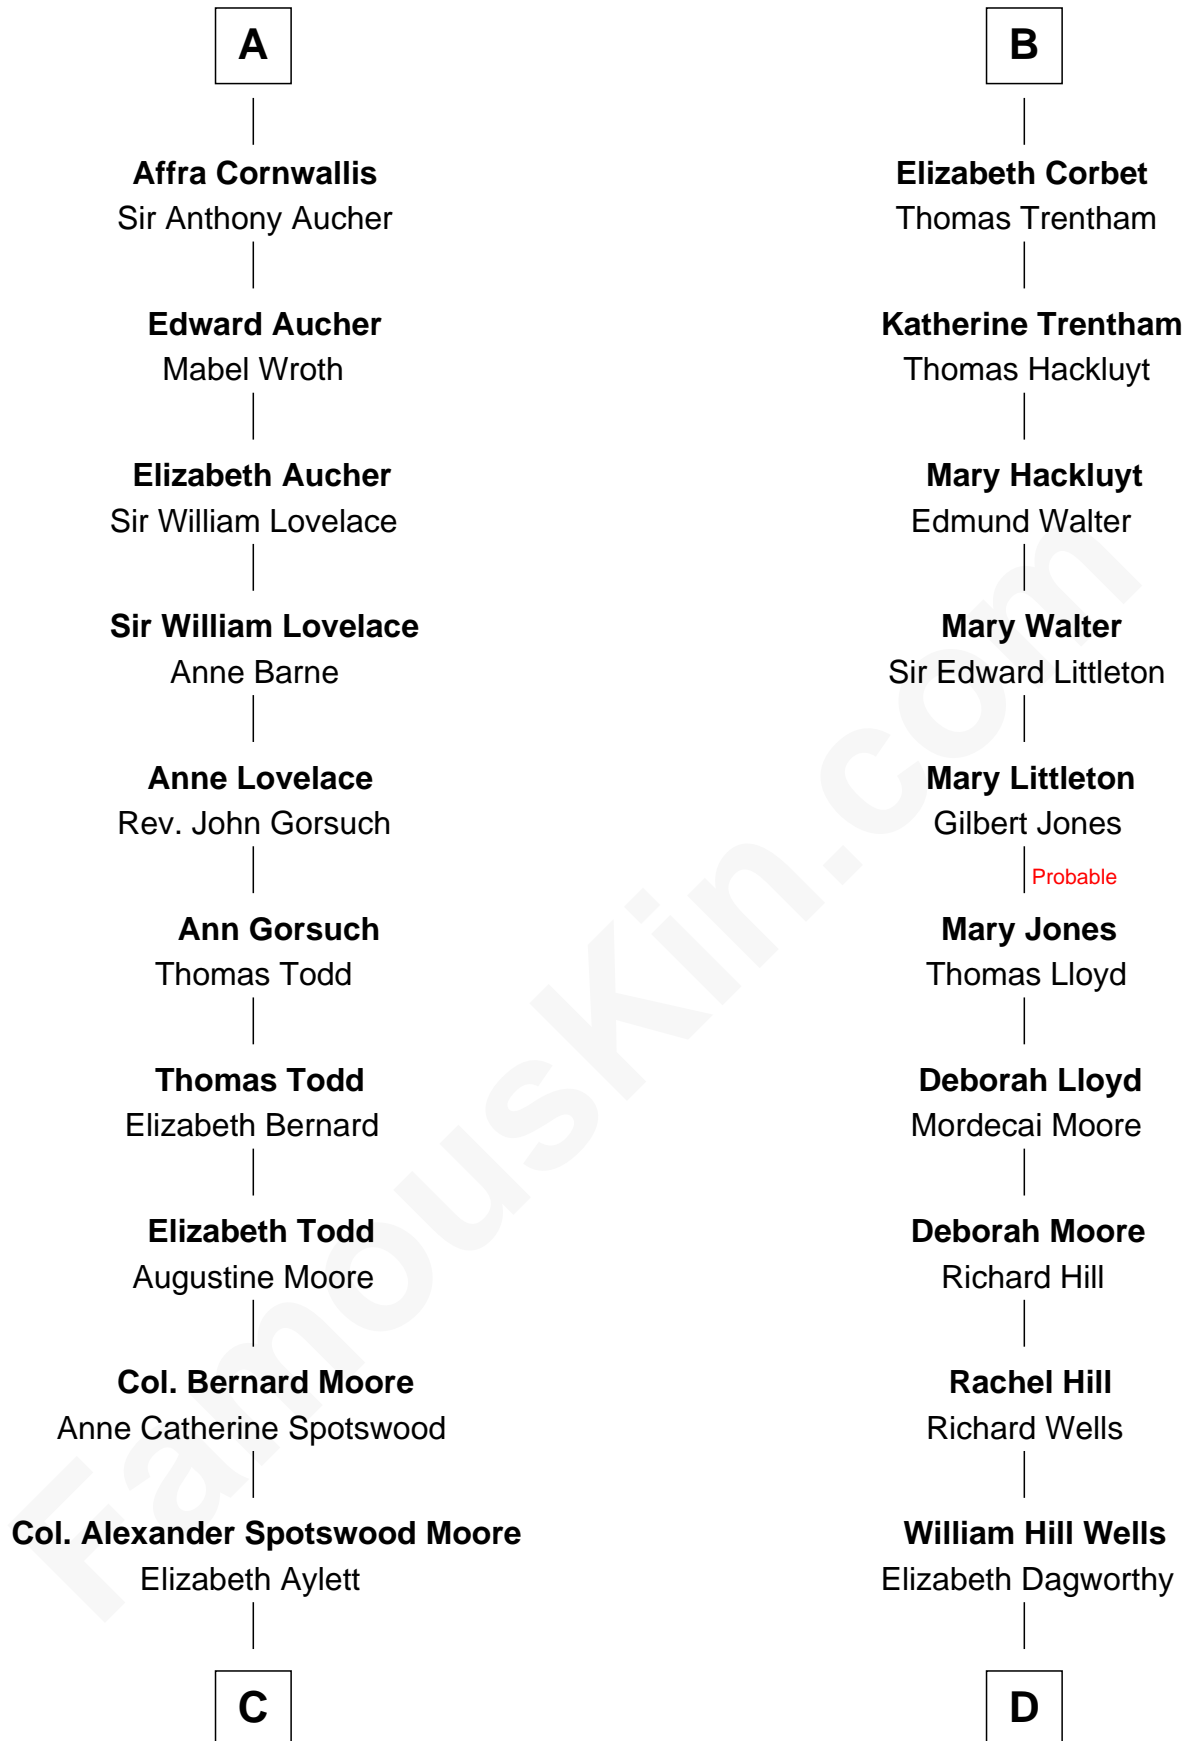 A
Affra Cornwallis
Sir Anthony Aucher
Edward Aucher
Mabel Wroth
Elizabeth Aucher
Sir William Lovelace
Sir William Lovelace
Anne Barne
Anne Lovelace
Rev. John Gorsuch
Ann Gorsuch
Thomas Todd
Thomas Todd
Elizabeth Bernard
Elizabeth Todd
Augustine Moore
Col. Bernard Moore
Anne Catherine Spotswood
Col. Alexander Spotswood Moore
Elizabeth Aylett
C
B
Elizabeth Corbet
Thomas Trentham
Katherine Trentham
Thomas Hackluyt
Mary Hackluyt
Edmund Walter
Mary Walter
Sir Edward Littleton
Mary Littleton
Gilbert Jones
Probable
Mary Jones
Thomas Lloyd
Deborah Lloyd
Mordecai Moore
Deborah Moore
Richard Hill
Rachel Hill
Richard Wells
William Hill Wells
Elizabeth Dagworthy
D
FamousKin.com